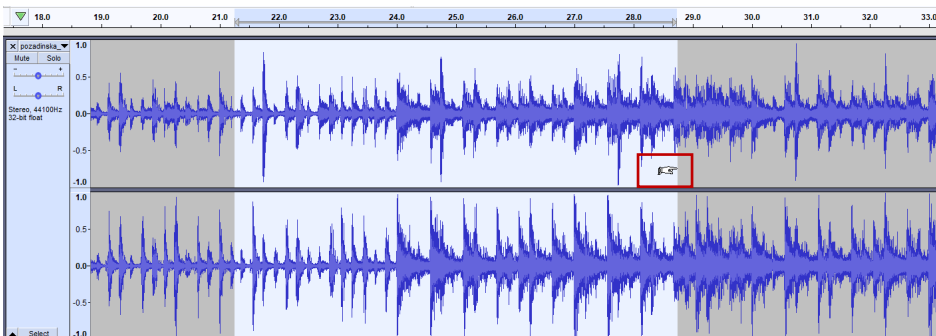 18.0 19.0 20.0 21.0 22.0 23.0 24.0 25.0 26.0 27.0 28.0 29.0 30.0 31.0 32.0 33.0
X pozadinska_
Mute Solo
- +
L R
Stereo, 44100Hz
32-bit float
1.0
0.5
0.0
-0.5
-1.0
1.0
0.5
0.0
-0.5
-1.0
Select